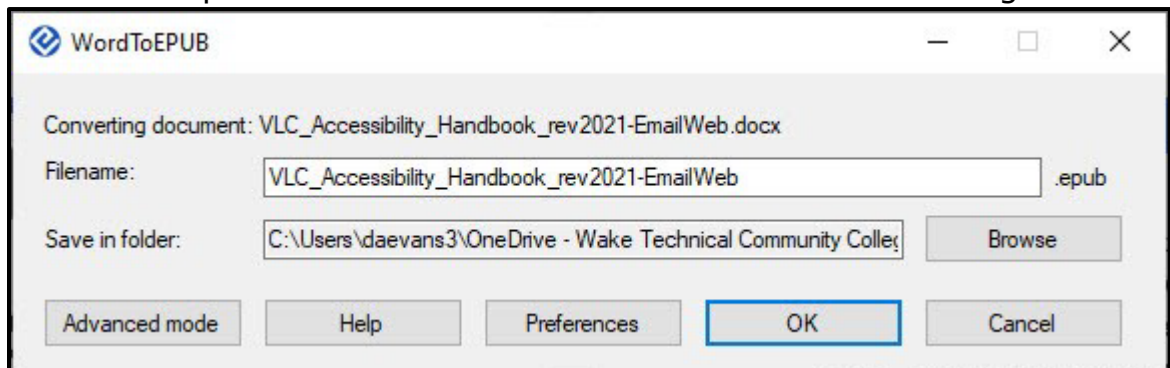 WordToEPUB
Converting document: VLC_Accessibility_Handbook_rev2021-EmailWeb.docx
Filename: VLC_Accessibility_Handbook_rev2021-EmailWeb .epub
Save in folder: C:\Users\daevans3\OneDrive - Wake Technical Community Colleg Browse
Advanced mode Help Preferences OK Cancel